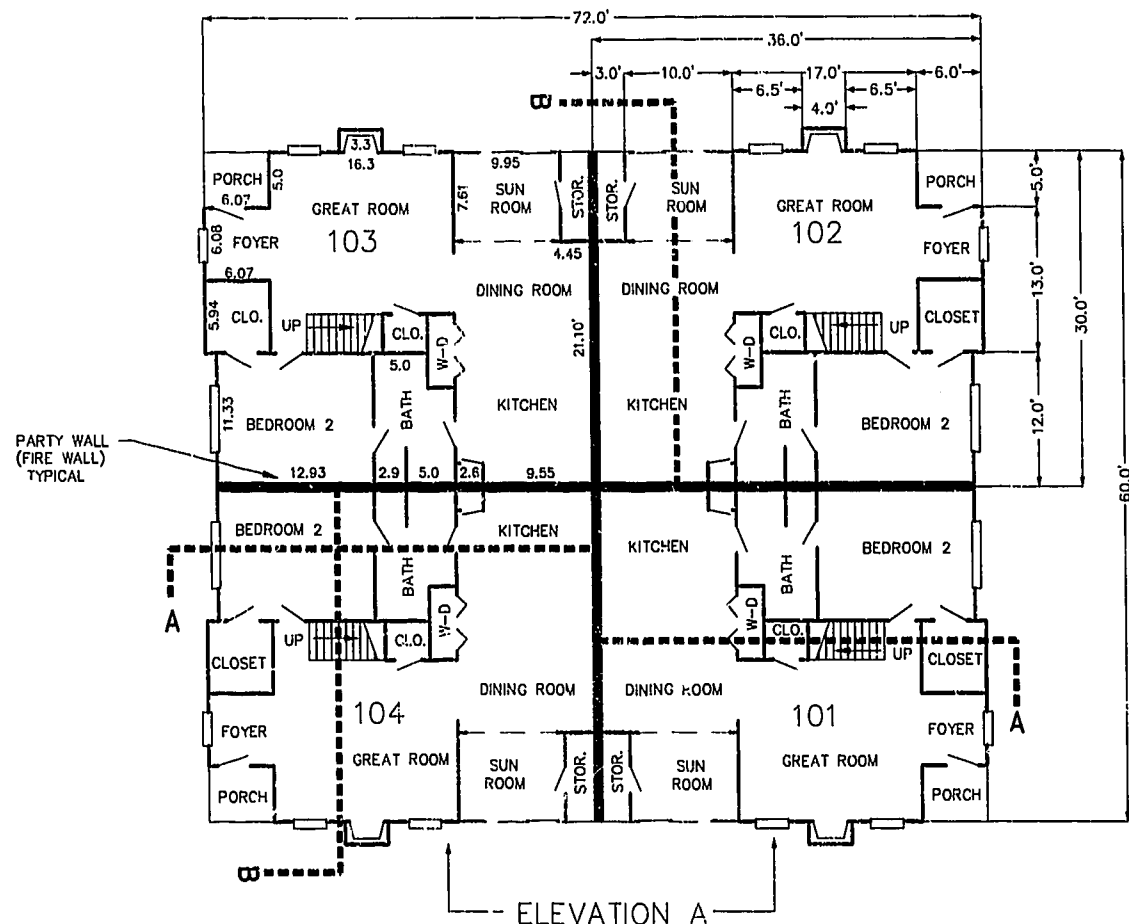 72.0'
36.0'
3.0' 10.0' 17.0' 6.0'
6.5' 6.5'
4.0'
B
3.3
16.3 9.95
PORCH 5.0 7.61 SUN ROOM STOR. STOR. SUN ROOM PORCH 5.0'
6.07
GREAT ROOM GREAT ROOM
103 102
FOYER 6.08 FOYER
4.45
6.07
DINING ROOM DINING ROOM 13.0' 30.0'
5.94 CLO. UP CLO. W-D 21.10' W-D CLO. UP CLOSET
5.0
11.33 BEDROOM 2 BATH KITCHEN KITCHEN BATH BEDROOM 2 12.0'
PARTY WALL
(FIRE WALL)
TYPICAL
12.93 2.9 5.0 2.6 9.55
60.0'
BEDROOM 2 BATH KITCHEN KITCHEN BATH BEDROOM 2
A
UP CLO. W-D W-D CLO. UP
CLOSET CLOSET
DINING ROOM DINING ROOM
104 101
A
FOYER FOYER
GREAT ROOM GREAT ROOM
SUN ROOM STOR. STOR. SUN ROOM
PORCH PORCH
B
ELEVATION A